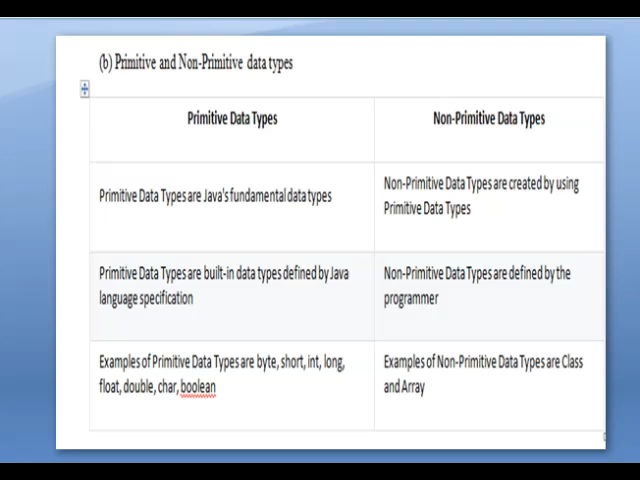 (b) Primitive and Non-Primitive data types
Primitive Data Types
Non-Primitive Data Types
Primitive Data Types are Java's fundamental data types
Non-Primitive Data Types are created by using
Primitive Data Types
Primitive Data Types are built-in data types defined by Java
language specification
Non-Primitive Data Types are defined by the
programmer
Examples of Primitive Data Types are byte, short, int, long,
float, double, char, boolean
Examples of Non-Primitive Data Types are Class
and Array